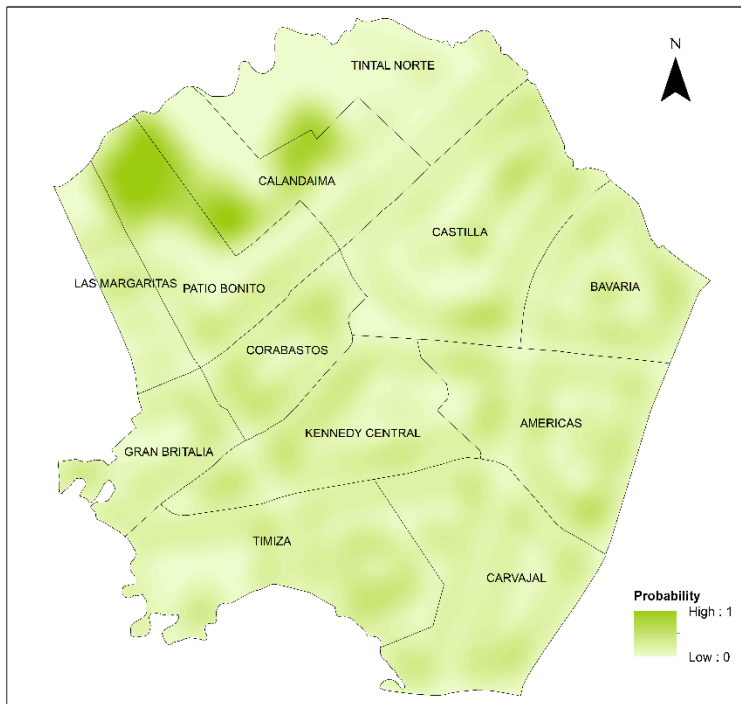 N
TINTAL NORTE
CALANDAIMA
CASTILLA
LAS MARGARITAS
PATIO BONITO
BAVARIA
CORABASTOS
AMERICAS
KENNEDY CENTRAL
GRAN BRITALIA
TIMIZA
CARVAJAL
Probability
High : 1
Low : 0